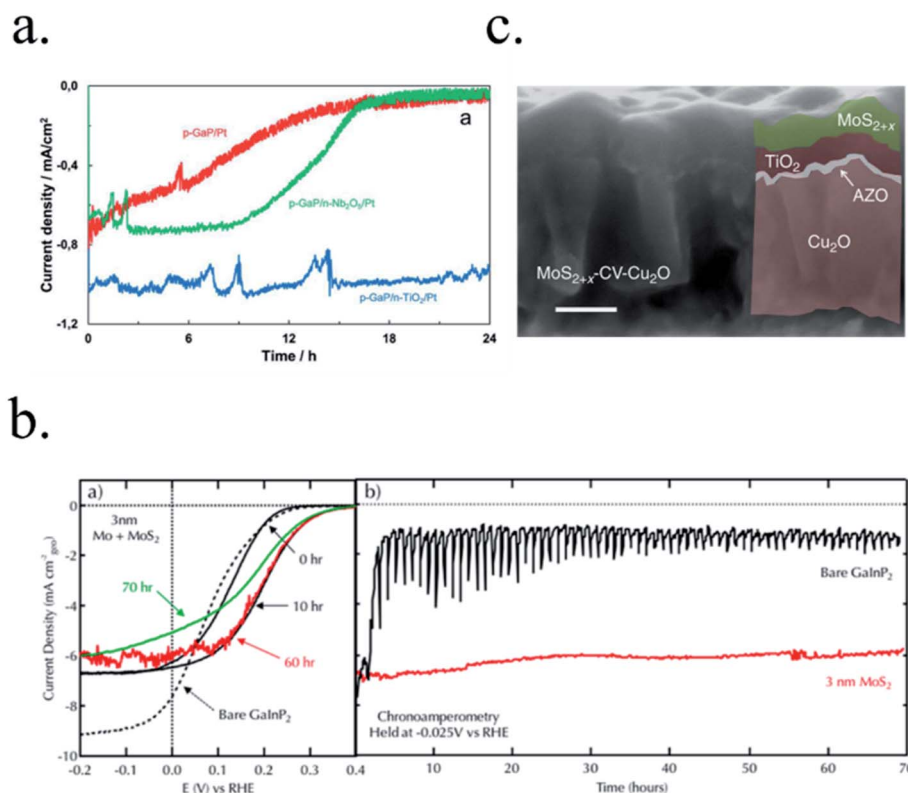 a.
c.
0,0
-0,4
-0,8
-1,2
Current density / mA/cm²
p-GaP/Pt
a
p-GaP/n-Nb₂O₅/Pt
p-GaP/n-TiO₂/Pt
0 6 12 18 24
Time / h
MoS₂₊ₓ
TiO₂
AZO
Cu₂O
MoS₂₊ₓ-CV-Cu₂O
b.
a)
3nm
Mo + MoS₂
0 hr
70 hr
10 hr
60 hr
Bare GaInP₂
0
-2
-4
-6
-8
-10
Current Density (mA cm⁻²geo)
-0.2 -0.1 0.0 0.1 0.2 0.3 0.4
E (V) vs RHE
b)
Bare GaInP₂
3 nm MoS₂
Chronoamperometry
Held at -0.025V vs RHE
10 20 30 40 50 60 70
Time (hours)